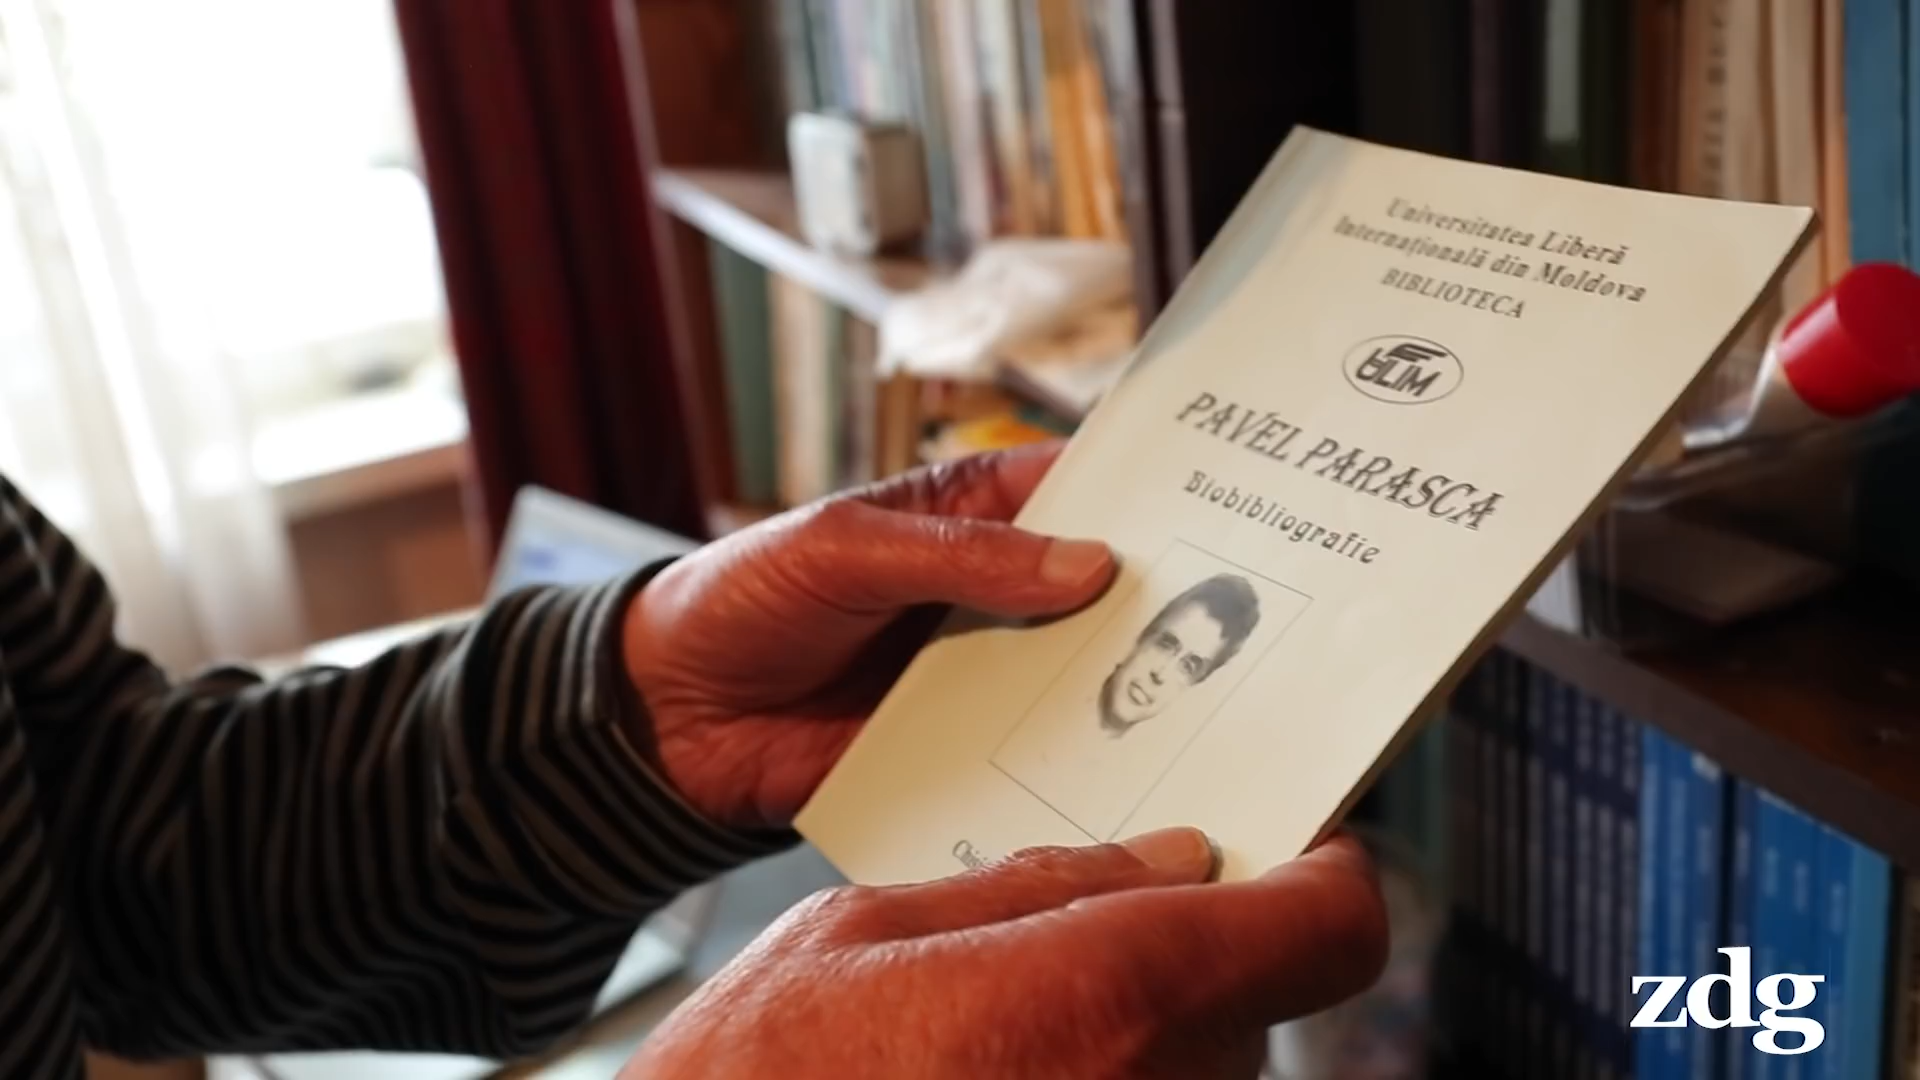 Universitatea Liberă
Internațională din Moldova
BIBLIOTECA
ULIM
PAVEL PARASCA
Biobibliografie
zdg